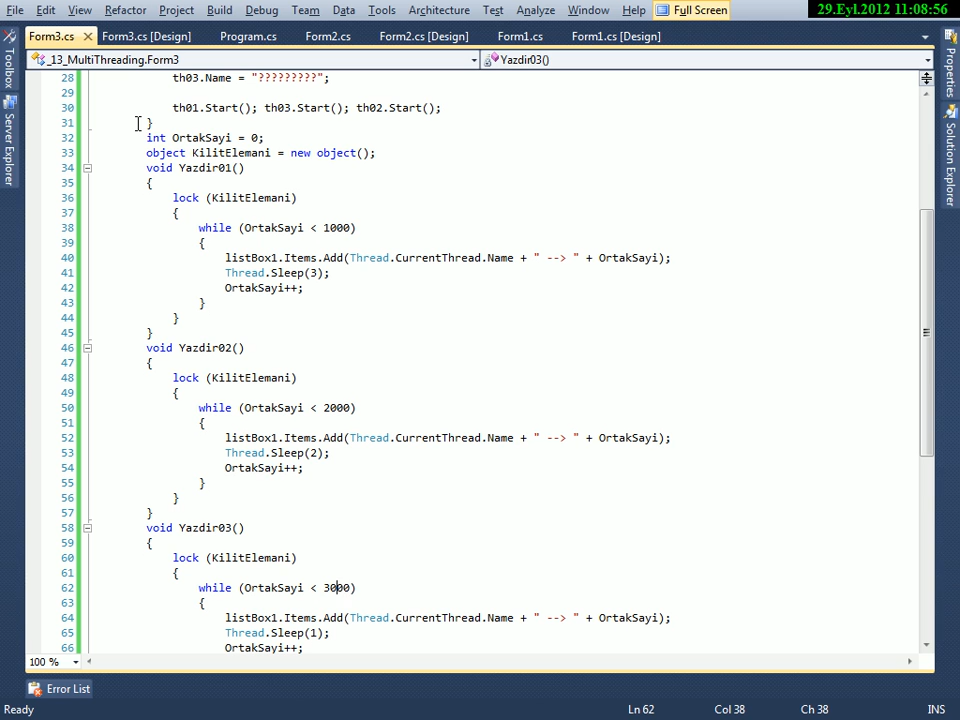 File Edit View Refactor Project Build Debug Team Data Tools Architecture Test Analyze Window Help Full Screen 29.Eyl.2012 11:08:56
Form3.cs Form3.cs [Design] Program.cs Form2.cs Form2.cs [Design] Form1.cs Form1.cs [Design]
_13_MultiThreading.Form3 Yazdir03()
Toolbox
Server Explorer
Properties
Solution Explorer
28 th03.Name = "?????????";
29
30 th01.Start(); th03.Start(); th02.Start();
31 }
32 int OrtakSayi = 0;
33 object KilitElemani = new object();
34 void Yazdir01()
35 {
36 lock (KilitElemani)
37 {
38 while (OrtakSayi < 1000)
39 {
40 listBox1.Items.Add(Thread.CurrentThread.Name + " --> " + OrtakSayi);
41 Thread.Sleep(3);
42 OrtakSayi++;
43 }
44 }
45 }
46 void Yazdir02()
47 {
48 lock (KilitElemani)
49 {
50 while (OrtakSayi < 2000)
51 {
52 listBox1.Items.Add(Thread.CurrentThread.Name + " --> " + OrtakSayi);
53 Thread.Sleep(2);
54 OrtakSayi++;
55 }
56 }
57 }
58 void Yazdir03()
59 {
60 lock (KilitElemani)
61 {
62 while (OrtakSayi < 3000)
63 {
64 listBox1.Items.Add(Thread.CurrentThread.Name + " --> " + OrtakSayi);
65 Thread.Sleep(1);
66 OrtakSayi++;
100 %
Error List
Ready Ln 62 Col 38 Ch 38 INS